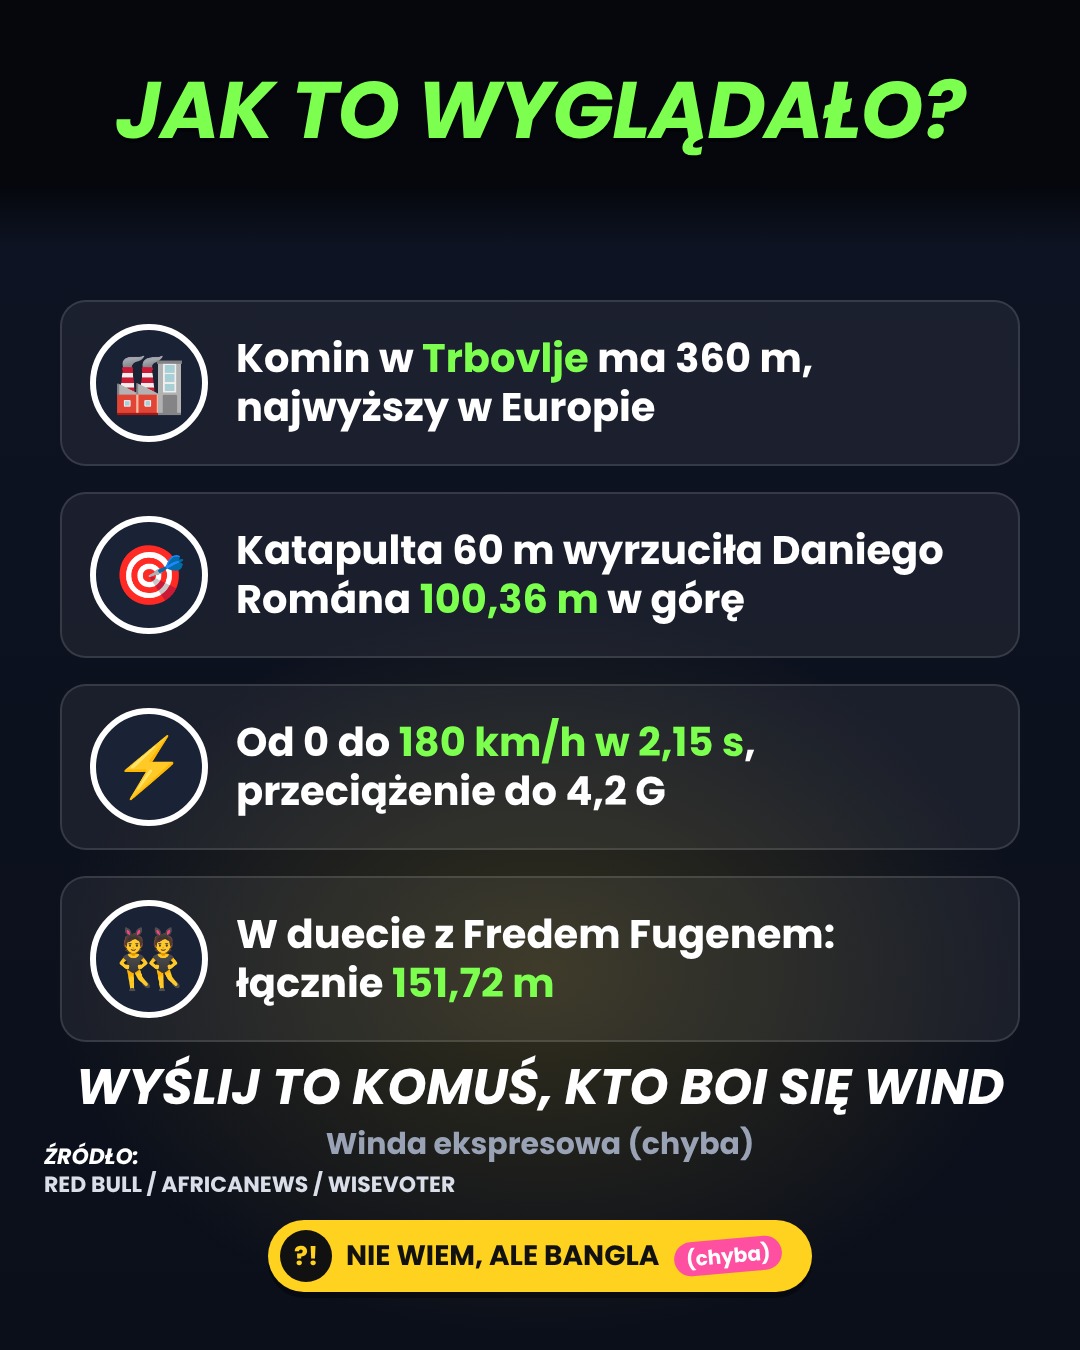 JAK TO WYGLĄDAŁO?
Komin w Trbovlje ma 360 m,
najwyższy w Europie
Katapulta 60 m wyrzuciła Daniego
Romána 100,36 m w górę
Od 0 do 180 km/h w 2,15 s,
przeciążenie do 4,2 G
W duecie z Fredem Fugenem:
łącznie 151,72 m
WYŚLIJ TO KOMUŚ, KTO BOI SIĘ WIND
Winda ekspresowa (chyba)
ŹRÓDŁO:
RED BULL / AFRICANEWS / WISEVOTER
?! NIE WIEM, ALE BANGLA (chyba)